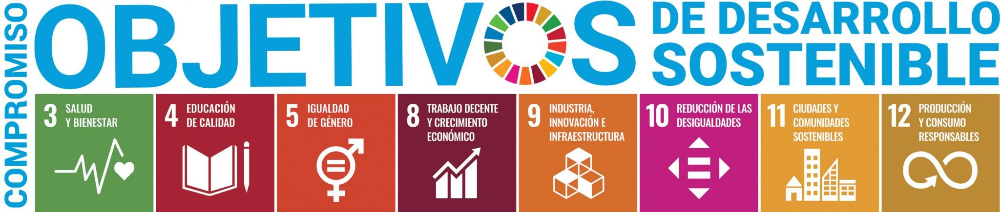 COMPROMISO
OBJETIVOS
DE DESARROLLO
SOSTENIBLE
3
SALUD
Y BIENESTAR
4
EDUCACIÓN
DE CALIDAD
5
IGUALDAD
DE GÉNERO
8
TRABAJO DECENTE
Y CRECIMIENTO
ECONÓMICO
9
INDUSTRIA,
INNOVACIÓN E
INFRAESTRUCTURA
10
REDUCCIÓN DE LAS
DESIGUALDADES
11
CIUDADES Y
COMUNIDADES
SOSTENIBLES
12
PRODUCCIÓN
Y CONSUMO
RESPONSABLES